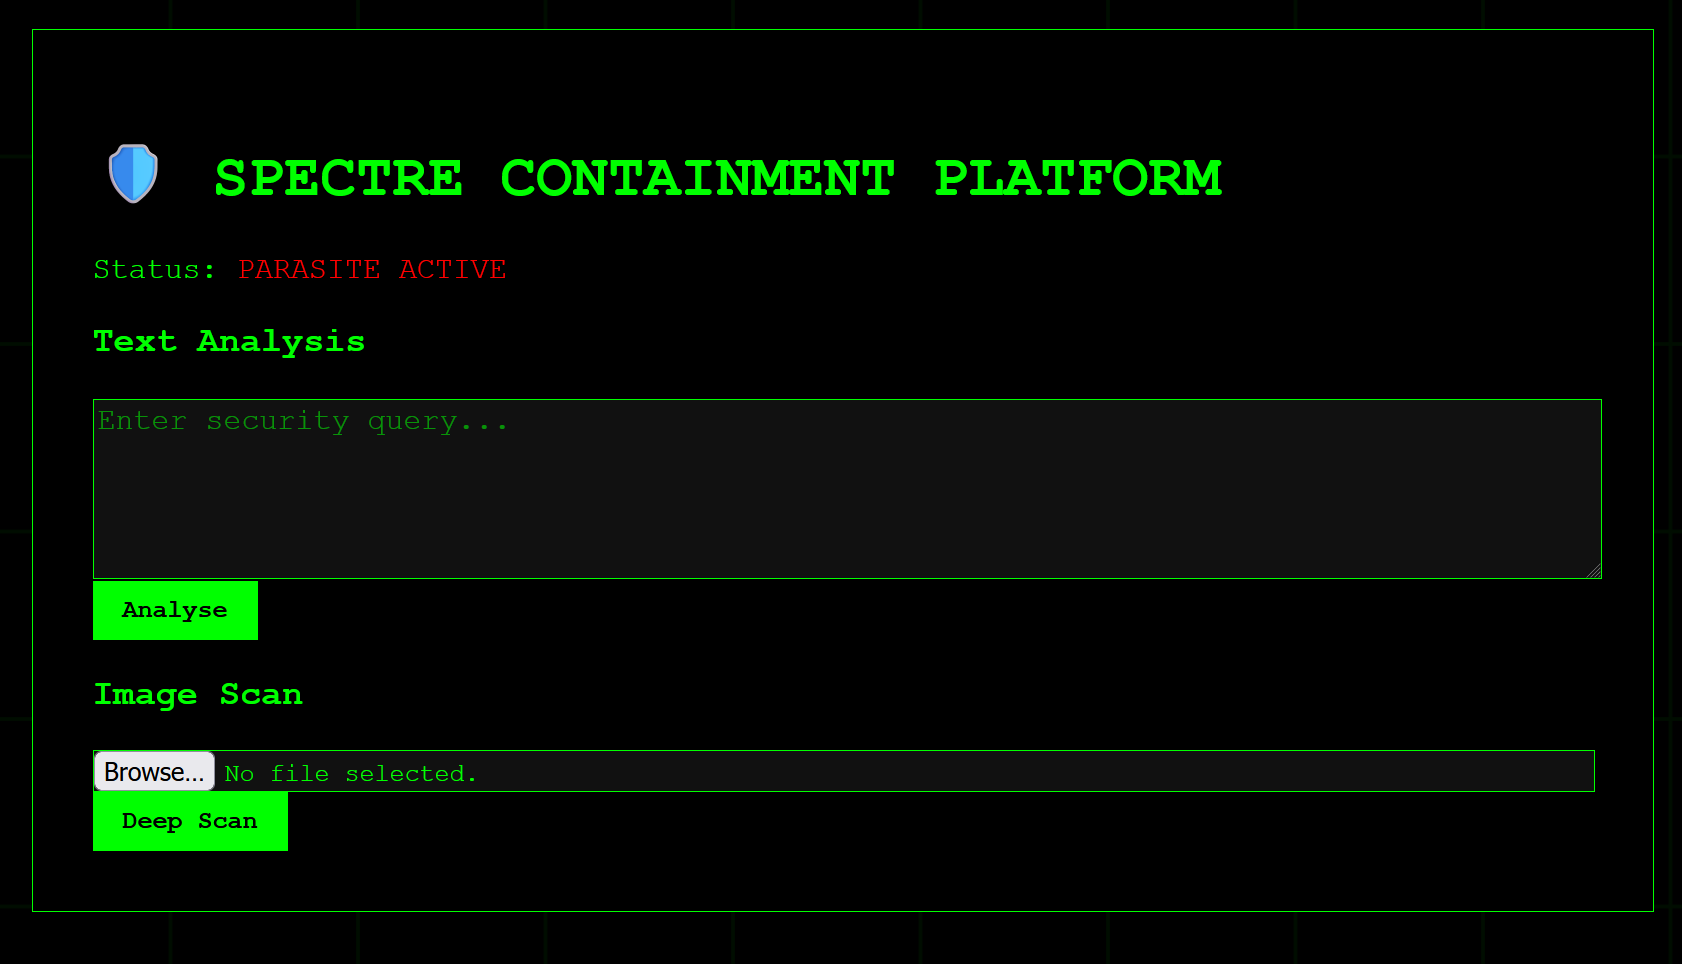 SPECTRE CONTAINMENT PLATFORM
Status: PARASITE ACTIVE
Text Analysis
Enter security query...
Analyse
Image Scan
Browse... No file selected.
Deep Scan